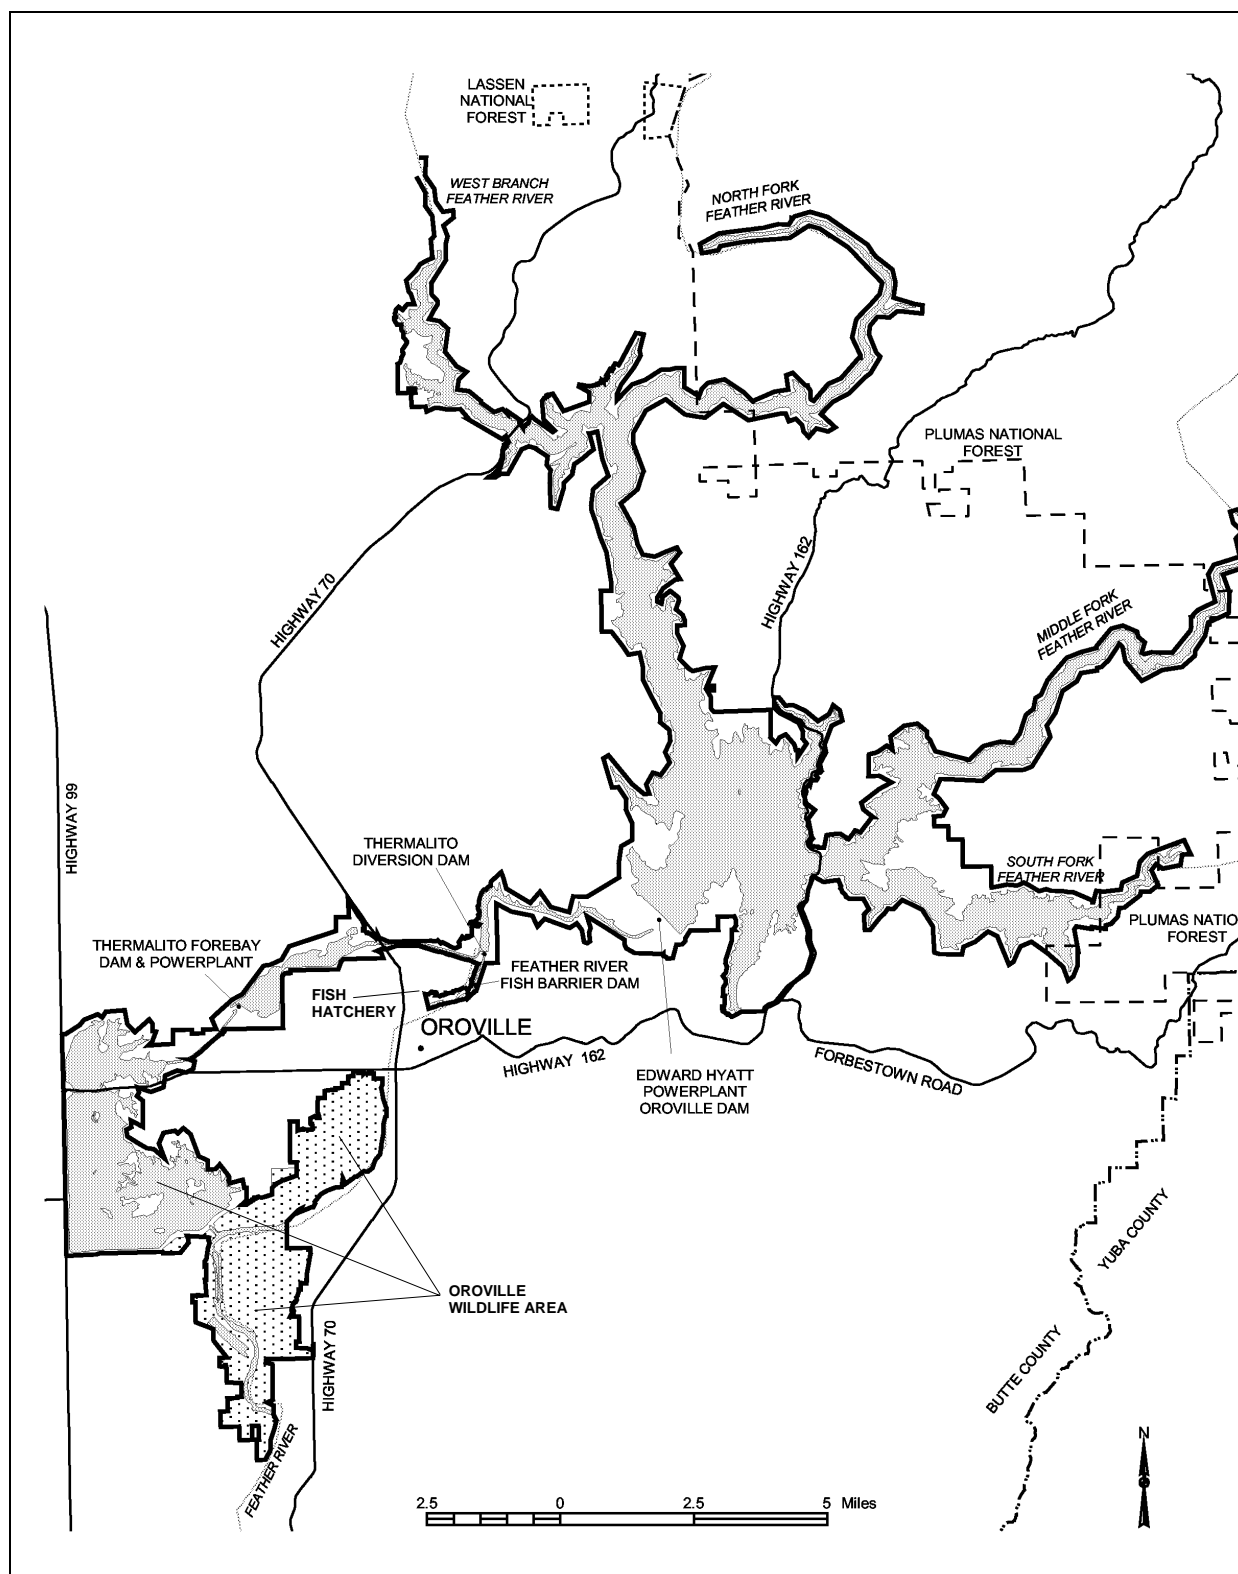 LASSEN
NATIONAL
FOREST
WEST BRANCH
FEATHER RIVER
NORTH FORK
FEATHER RIVER
PLUMAS NATIONAL
FOREST
HIGHWAY 70
HIGHWAY 162
MIDDLE FORK
FEATHER RIVER
HIGHWAY 99
THERMALITO
DIVERSION DAM
SOUTH FORK
FEATHER RIVER
PLUMAS NATIO
FOREST
THERMALITO FOREBAY
DAM & POWERPLANT
FEATHER RIVER
FISH BARRIER DAM
FISH
HATCHERY
OROVILLE
HIGHWAY 162
FORBESTOWN ROAD
EDWARD HYATT
POWERPLANT
OROVILLE DAM
YUBA COUNTY
BUTTE COUNTY
OROVILLE
WILDLIFE AREA
HIGHWAY 70
FEATHER RIVER
N
2.5 0 2.5 5 Miles